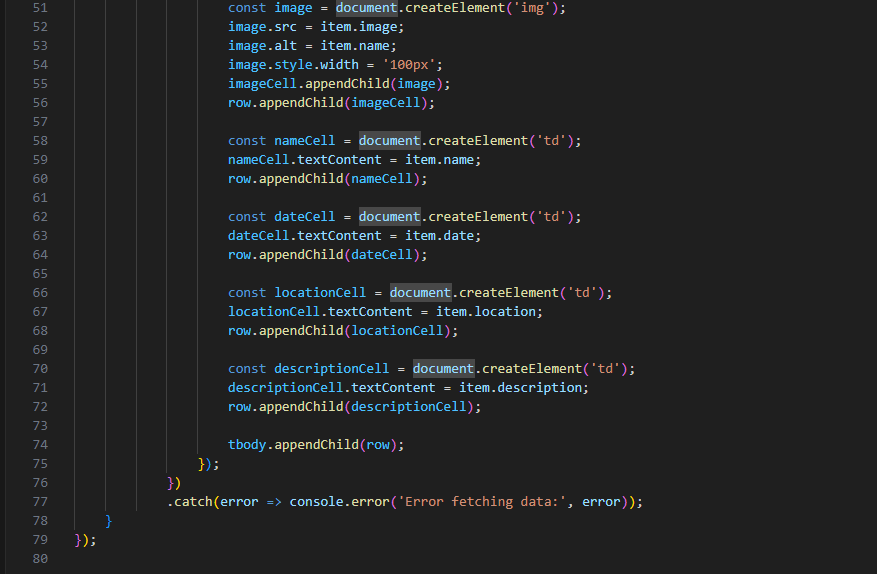 51 const image = document.createElement('img');
52 image.src = item.image;
53 image.alt = item.name;
54 image.style.width = '100px';
55 imageCell.appendChild(image);
56 row.appendChild(imageCell);
57
58 const nameCell = document.createElement('td');
59 nameCell.textContent = item.name;
60 row.appendChild(nameCell);
61
62 const dateCell = document.createElement('td');
63 dateCell.textContent = item.date;
64 row.appendChild(dateCell);
65
66 const locationCell = document.createElement('td');
67 locationCell.textContent = item.location;
68 row.appendChild(locationCell);
69
70 const descriptionCell = document.createElement('td');
71 descriptionCell.textContent = item.description;
72 row.appendChild(descriptionCell);
73
74 tbody.appendChild(row);
75 });
76 })
77 .catch(error => console.error('Error fetching data:', error));
78 }
79 });
80